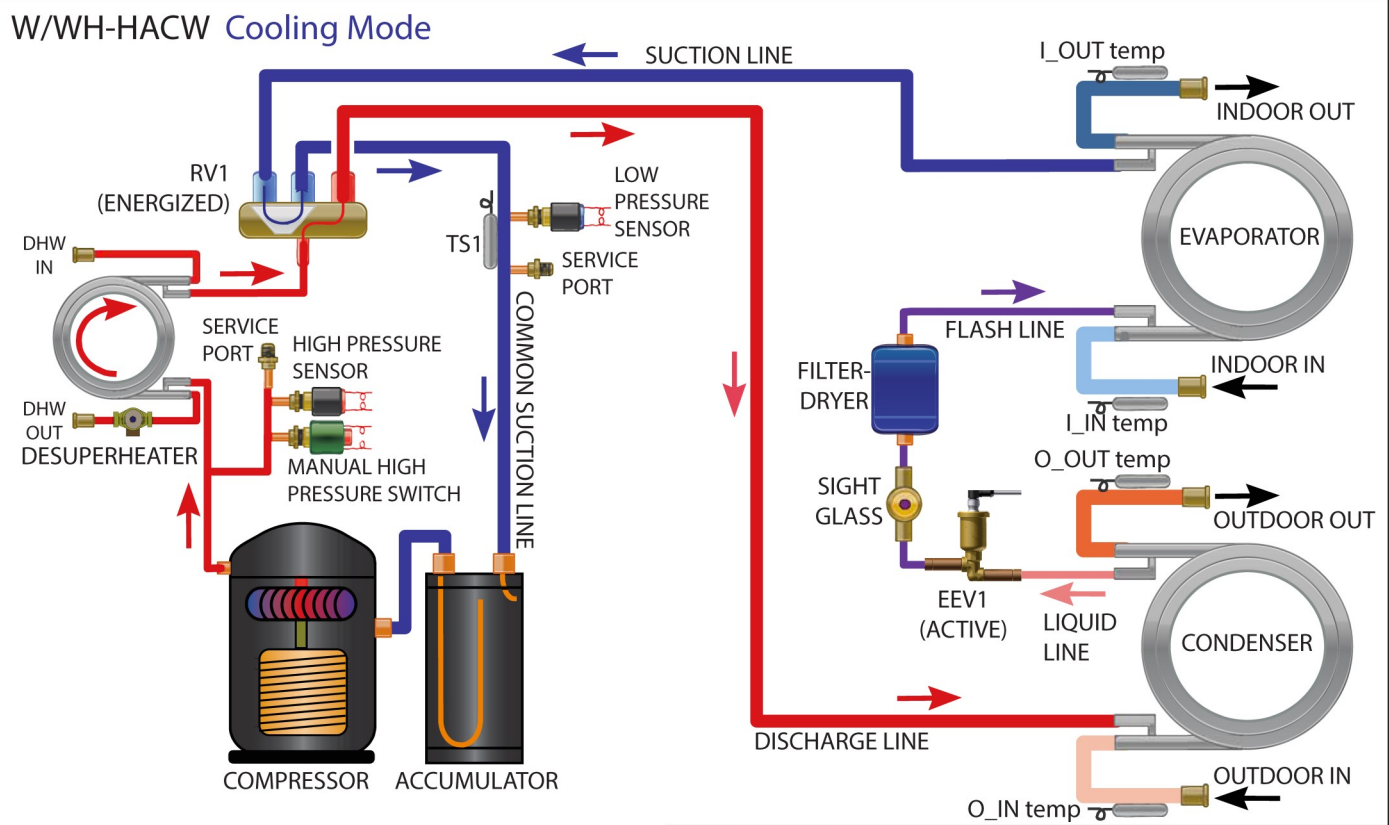 W/WH-HACW Cooling Mode
SUCTION LINE
I_OUT temp
INDOOR OUT
RV1
(ENERGIZED)
LOW
PRESSURE
SENSOR
TS1
SERVICE
PORT
EVAPORATOR
DHW
IN
SERVICE
PORT
HIGH PRESSURE
SENSOR
COMMON SUCTION LINE
FLASH LINE
FILTER-
DRYER
INDOOR IN
I_IN temp
DHW
OUT
DESUPERHEATER
MANUAL HIGH
PRESSURE SWITCH
O_OUT temp
SIGHT
GLASS
OUTDOOR OUT
EEV1
(ACTIVE)
LIQUID
LINE
CONDENSER
DISCHARGE LINE
COMPRESSOR
ACCUMULATOR
OUTDOOR IN
O_IN temp